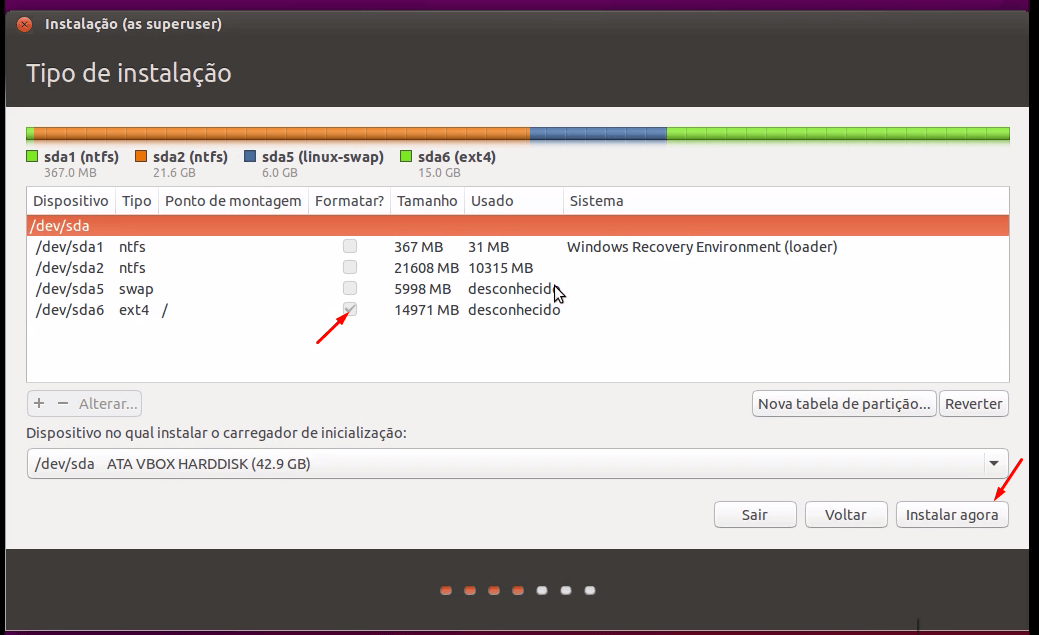 Instalação (as superuser)
Tipo de instalação
sda1 (ntfs) sda2 (ntfs) sda5 (linux-swap) sda6 (ext4)
367.0 MB 21.6 GB 6.0 GB 15.0 GB
Dispositivo Tipo Ponto de montagem Formatar? Tamanho Usado Sistema
/dev/sda
/dev/sda1 ntfs 367 MB 31 MB Windows Recovery Environment (loader)
/dev/sda2 ntfs 21608 MB 10315 MB
/dev/sda5 swap 5998 MB desconhecido
/dev/sda6 ext4 / 14971 MB desconhecido
+ − Alterar... Nova tabela de partição... Reverter
Dispositivo no qual instalar o carregador de inicialização:
/dev/sda ATA VBOX HARDDISK (42.9 GB)
Sair Voltar Instalar agora